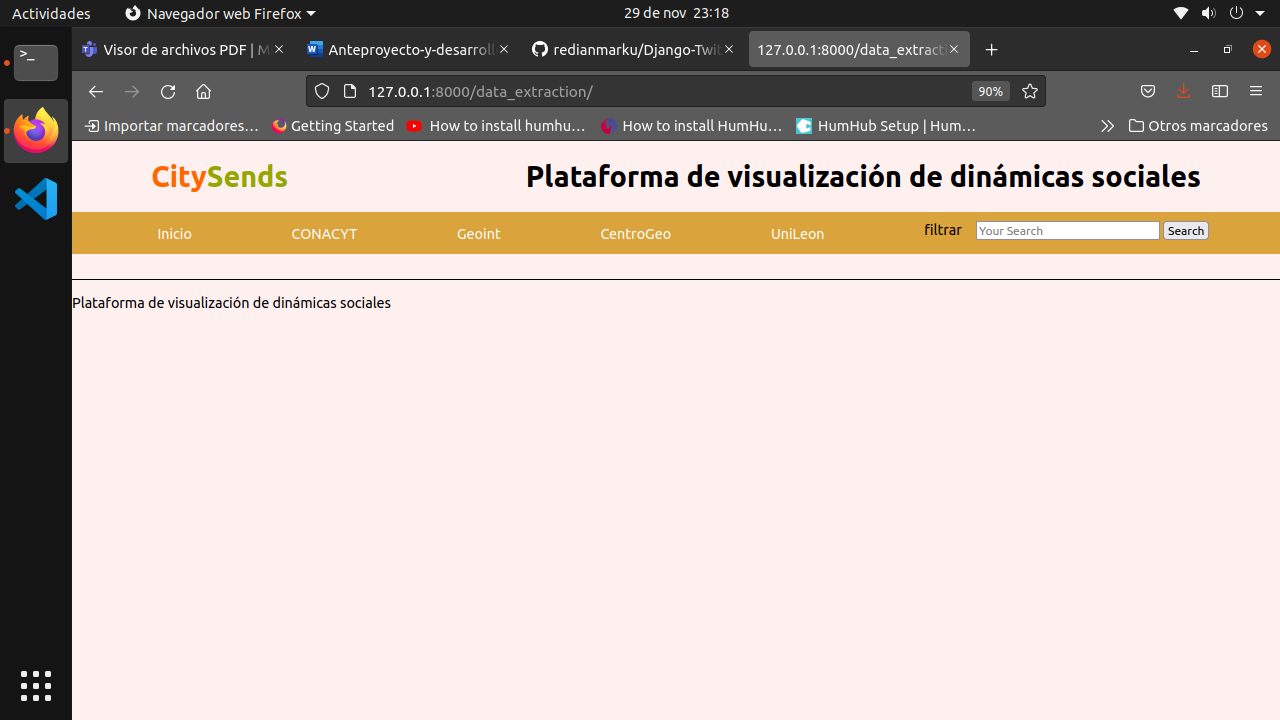 Actividades Navegador web Firefox 29 de nov 23:18
Visor de archivos PDF | M Anteproyecto-y-desarroll redianmarku/Django-Twit 127.0.0.1:8000/data_extracti
127.0.0.1:8000/data_extraction/ 90%
Importar marcadores… Getting Started How to install humhu… How to install HumHu… HumHub Setup | Hum… Otros marcadores
CitySends Plataforma de visualización de dinámicas sociales
Inicio CONACYT Geoint CentroGeo UniLeon filtrar Your Search Search
Plataforma de visualización de dinámicas sociales